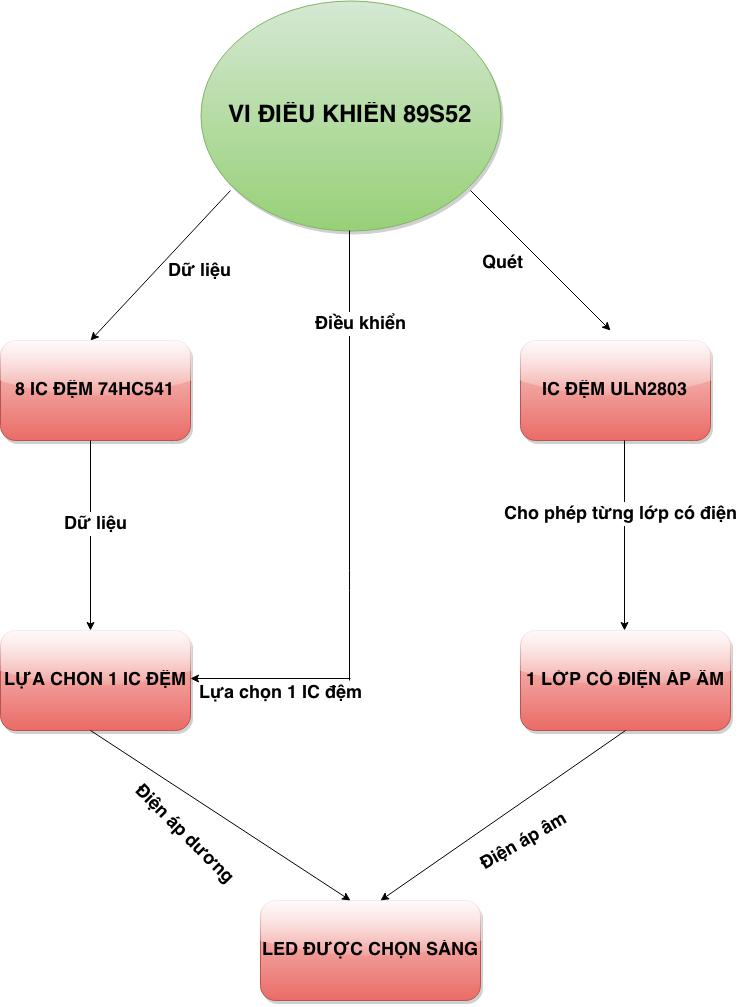 VI ĐIỀU KHIỂN 89S52
Dữ liệu
Quét
Điều khiển
8 IC ĐỆM 74HC541
IC ĐỆM ULN2803
Dữ liệu
Cho phép từng lớp có điện
LỰA CHỌN 1 IC ĐỆM
Lựa chọn 1 IC đệm
1 LỚP CÓ ĐIỆN ÁP ÂM
Điện áp dương
Điện áp âm
LED ĐƯỢC CHỌN SÁNG